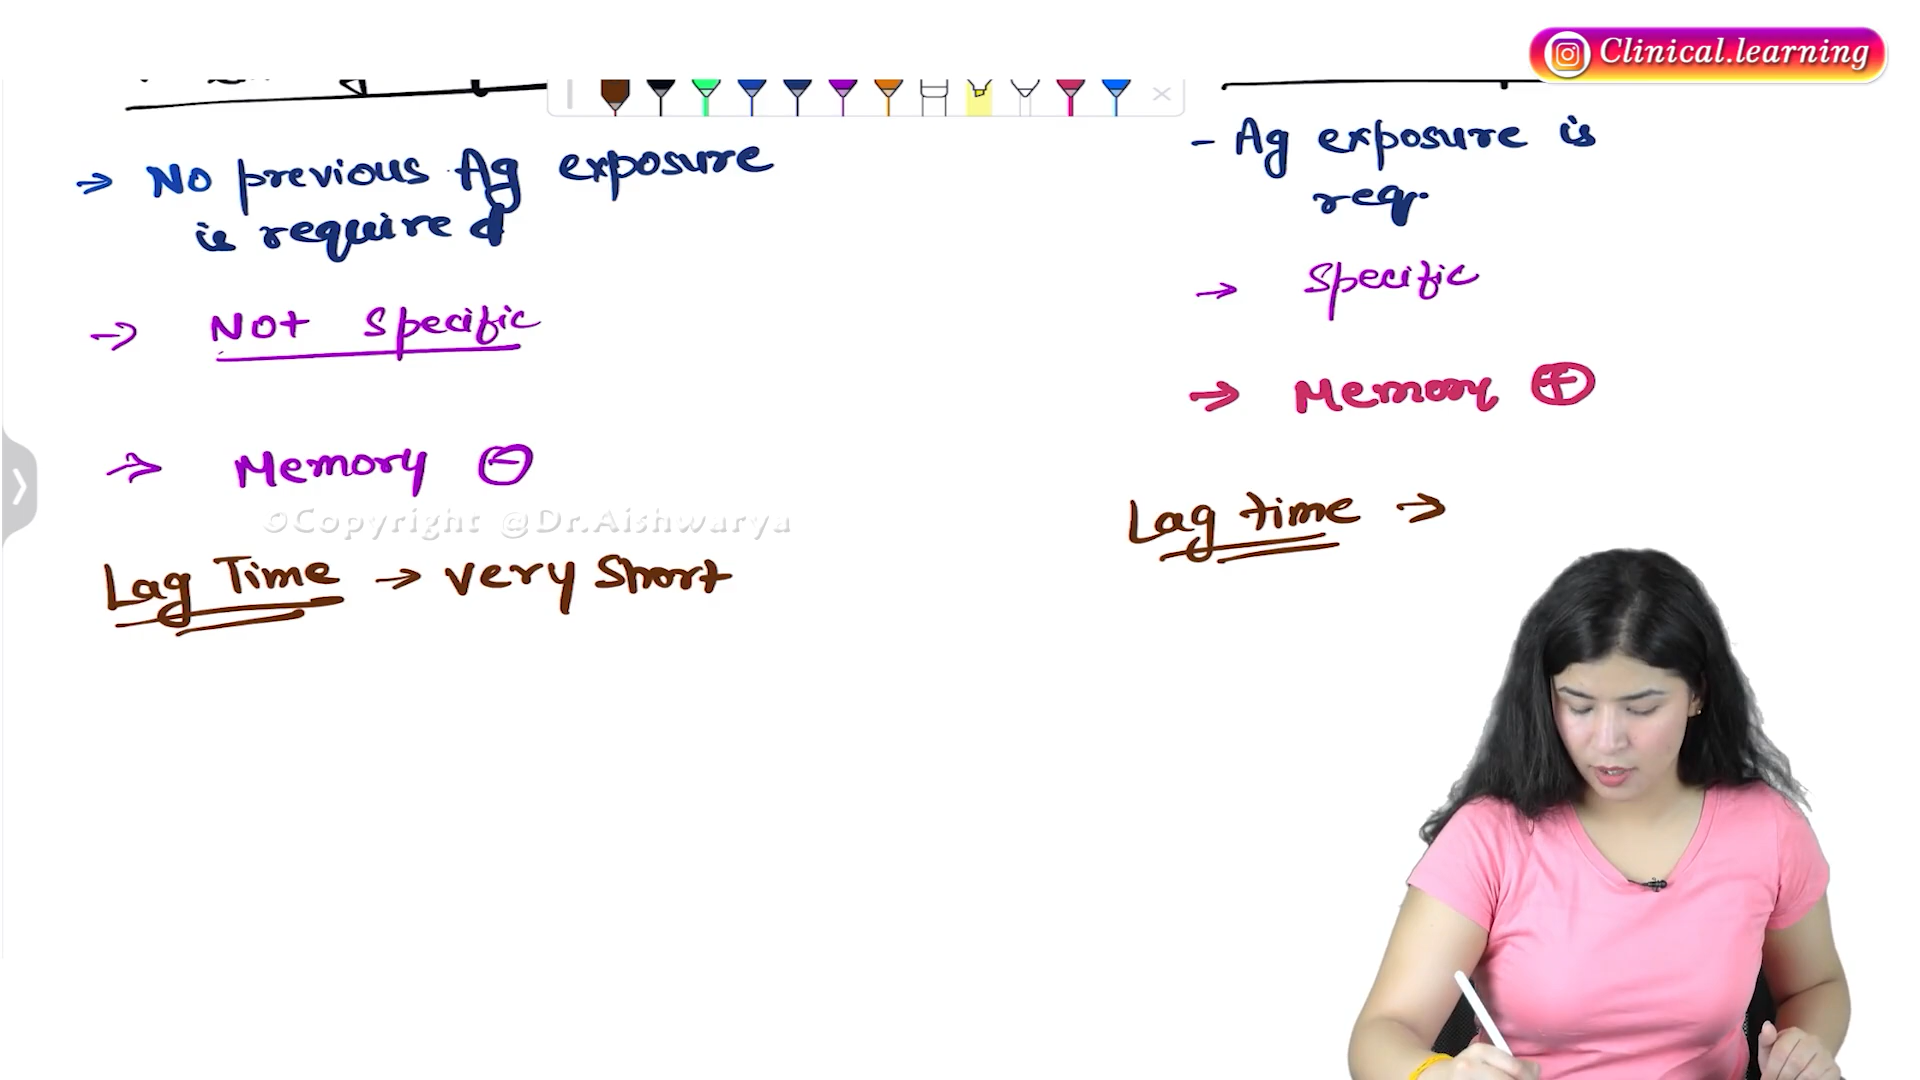 Clinical.learning
→ No previous Ag exposure
is required
→ Not specific
→ Memory ⊖
©Copyright @Dr.Aishwarya
Lag Time → very short
- Ag exposure is
req.
→ Specific
→ Memory ⊕
Lag time →